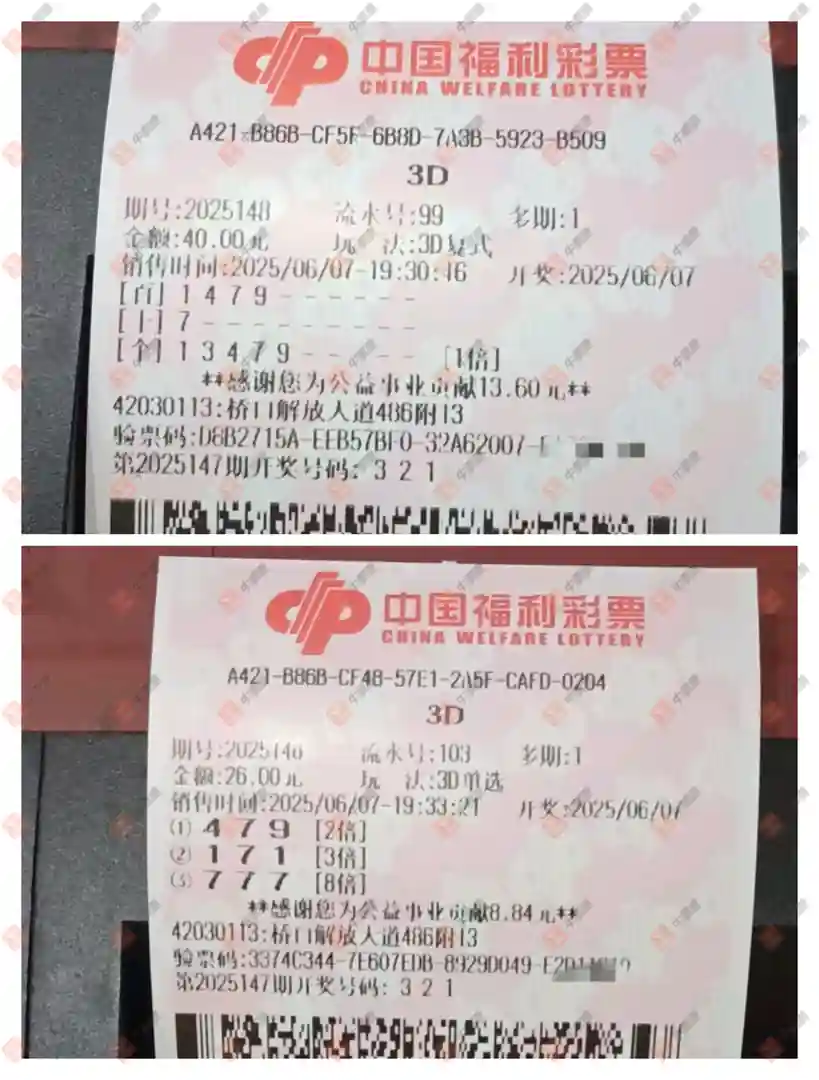 中国福利彩票
CHINA WELFARE LOTTERY
A421-B86B-CF5F-6B8D-7A3B-5923-B509
3D
期号:2025148 流水号:99 多期:1
金额:40.00元 玩 法:3D复式
销售时间:2025/06/07-19:30:46 开奖:2025/06/07
[百] 1 4 7 9 - - - - - -
[十] 7 - - - - - - - - -
[个] 1 3 4 7 9 - - - - - [1倍]
**感谢您为公益事业贡献13.60元**
42030113:桥口解放大道486附13
验票码:D8B2715A-EEB57BF0-32A62007-
第2025147期开奖号码: 3 2 1
中国福利彩票
CHINA WELFARE LOTTERY
A421-B86B-CF48-57E1-2A5F-CAFD-0204
3D
期号:2025148 流水号:103 多期:1
金额:26.00元 玩 法:3D单选
销售时间:2025/06/07-19:33:21 开奖:2025/06/07
(1) 4 7 9 [2倍]
(2) 1 7 1 [3倍]
(3) 7 7 7 [8倍]
**感谢您为公益事业贡献8.84元**
42030113:桥口解放大道486附13
验票码:3374C344-7E607EDB-8929D049-
第2025147期开奖号码: 3 2 1